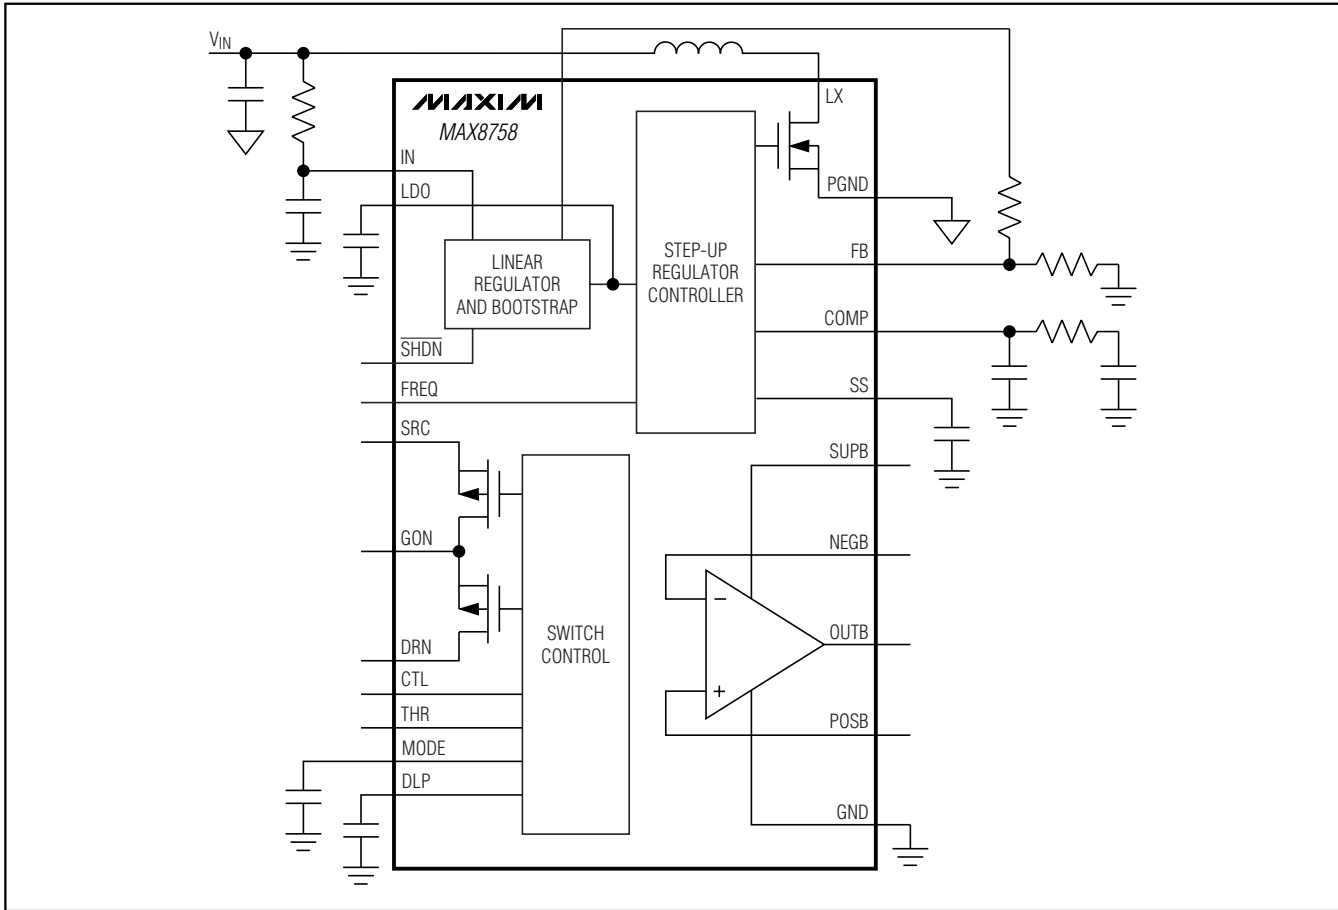 VIN
MAXIM
MAX8758
LX
IN
LDO
PGND
LINEAR
REGULATOR
AND BOOTSTRAP
STEP-UP
REGULATOR
CONTROLLER
FB
COMP
SHDN
FREQ
SS
SRC
SUPB
GON
NEGB
−
OUTB
SWITCH
CONTROL
DRN
CTL
+
THR
POSB
MODE
DLP
GND